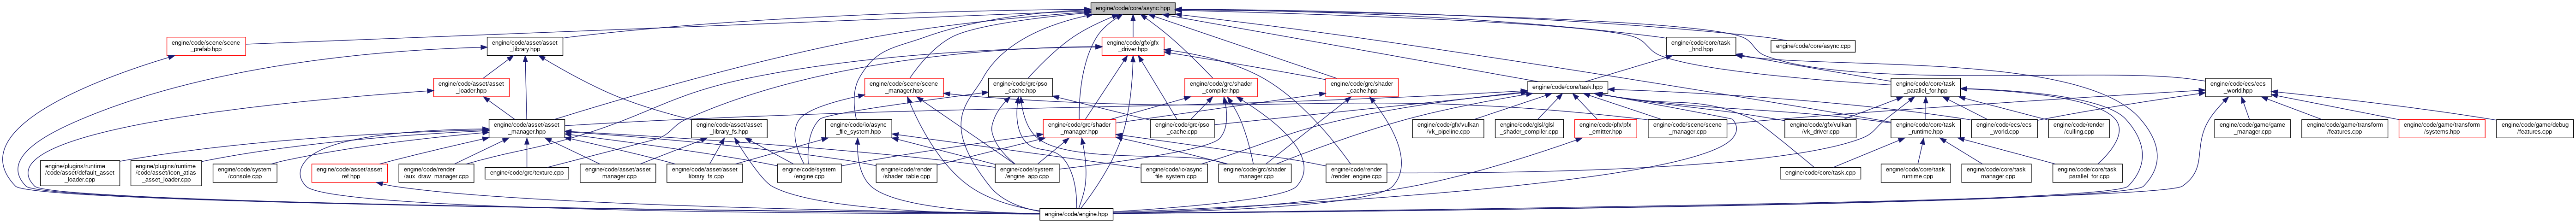 engine/code/core/async.hpp
engine/code/scene/scene
_prefab.hpp
engine/code/asset/asset
_library.hpp
engine/code/gfx/gfx
_driver.hpp
engine/code/core/task
_hnd.hpp
engine/code/core/async.cpp
engine/code/asset/asset
_loader.hpp
engine/code/scene/scene
_manager.hpp
engine/code/grc/pso
_cache.hpp
engine/code/grc/shader
_compiler.hpp
engine/code/grc/shader
_cache.hpp
engine/code/core/task.hpp
engine/code/core/task
_parallel_for.hpp
engine/code/ecs/ecs
_world.hpp
engine/code/asset/asset
_manager.hpp
engine/code/asset/asset
_library_fs.hpp
engine/code/io/async
_file_system.hpp
engine/code/grc/shader
_manager.hpp
engine/code/grc/pso
_cache.cpp
engine/code/gfx/vulkan
/vk_pipeline.cpp
engine/code/glsl/glsl
_shader_compiler.cpp
engine/code/pfx/pfx
_emitter.hpp
engine/code/scene/scene
_manager.cpp
engine/code/gfx/vulkan
/vk_driver.cpp
engine/code/core/task
_runtime.hpp
engine/code/ecs/ecs
_world.cpp
engine/code/render
/culling.cpp
engine/code/game/game
_manager.cpp
engine/code/game/transform
/features.cpp
engine/code/game/transform
/systems.hpp
engine/code/game/debug
/features.cpp
engine/plugins/runtime
/code/asset/default_asset
_loader.cpp
engine/plugins/runtime
/code/asset/icon_atlas
_asset_loader.cpp
engine/code/system
/console.cpp
engine/code/asset/asset
_ref.hpp
engine/code/render
/aux_draw_manager.cpp
engine/code/grc/texture.cpp
engine/code/asset/asset
_manager.cpp
engine/code/asset/asset
_library_fs.cpp
engine/code/system
/engine.cpp
engine/code/render
/shader_table.cpp
engine/code/system
/engine_app.cpp
engine/code/io/async
_file_system.cpp
engine/code/grc/shader
_manager.cpp
engine/code/render
/render_engine.cpp
engine/code/core/task.cpp
engine/code/core/task
_runtime.cpp
engine/code/core/task
_manager.cpp
engine/code/core/task
_parallel_for.cpp
engine/code/engine.hpp